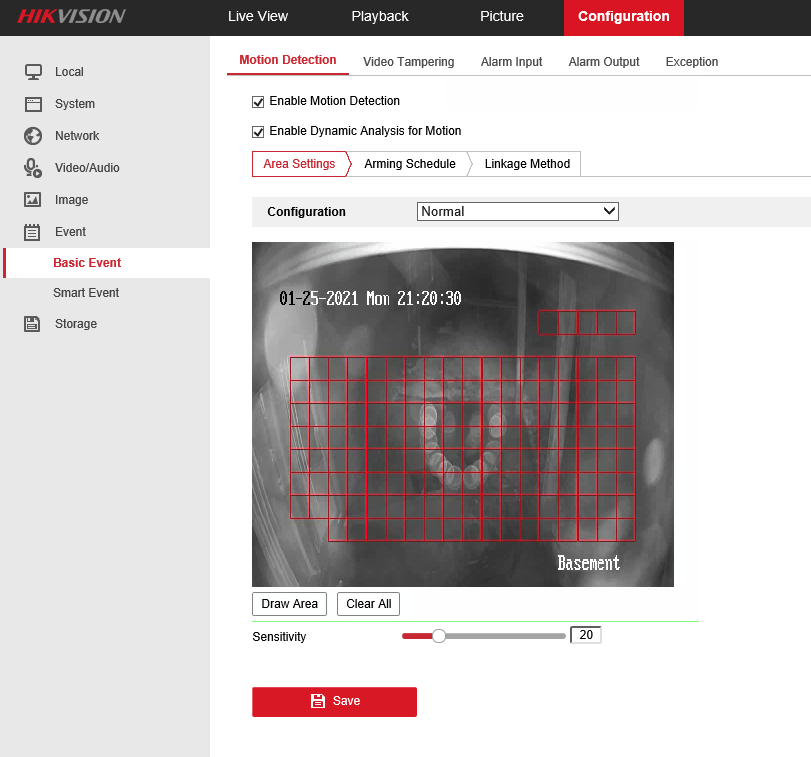 HIKVISION
Live View Playback Picture Configuration
Local
System
Network
Video/Audio
Image
Event
Basic Event
Smart Event
Storage
Motion Detection Video Tampering Alarm Input Alarm Output Exception
Enable Motion Detection
Enable Dynamic Analysis for Motion
Area Settings Arming Schedule Linkage Method
Configuration Normal
01-25-2021 Mon 21:20:30
Basement
Draw Area Clear All
Sensitivity 20
Save